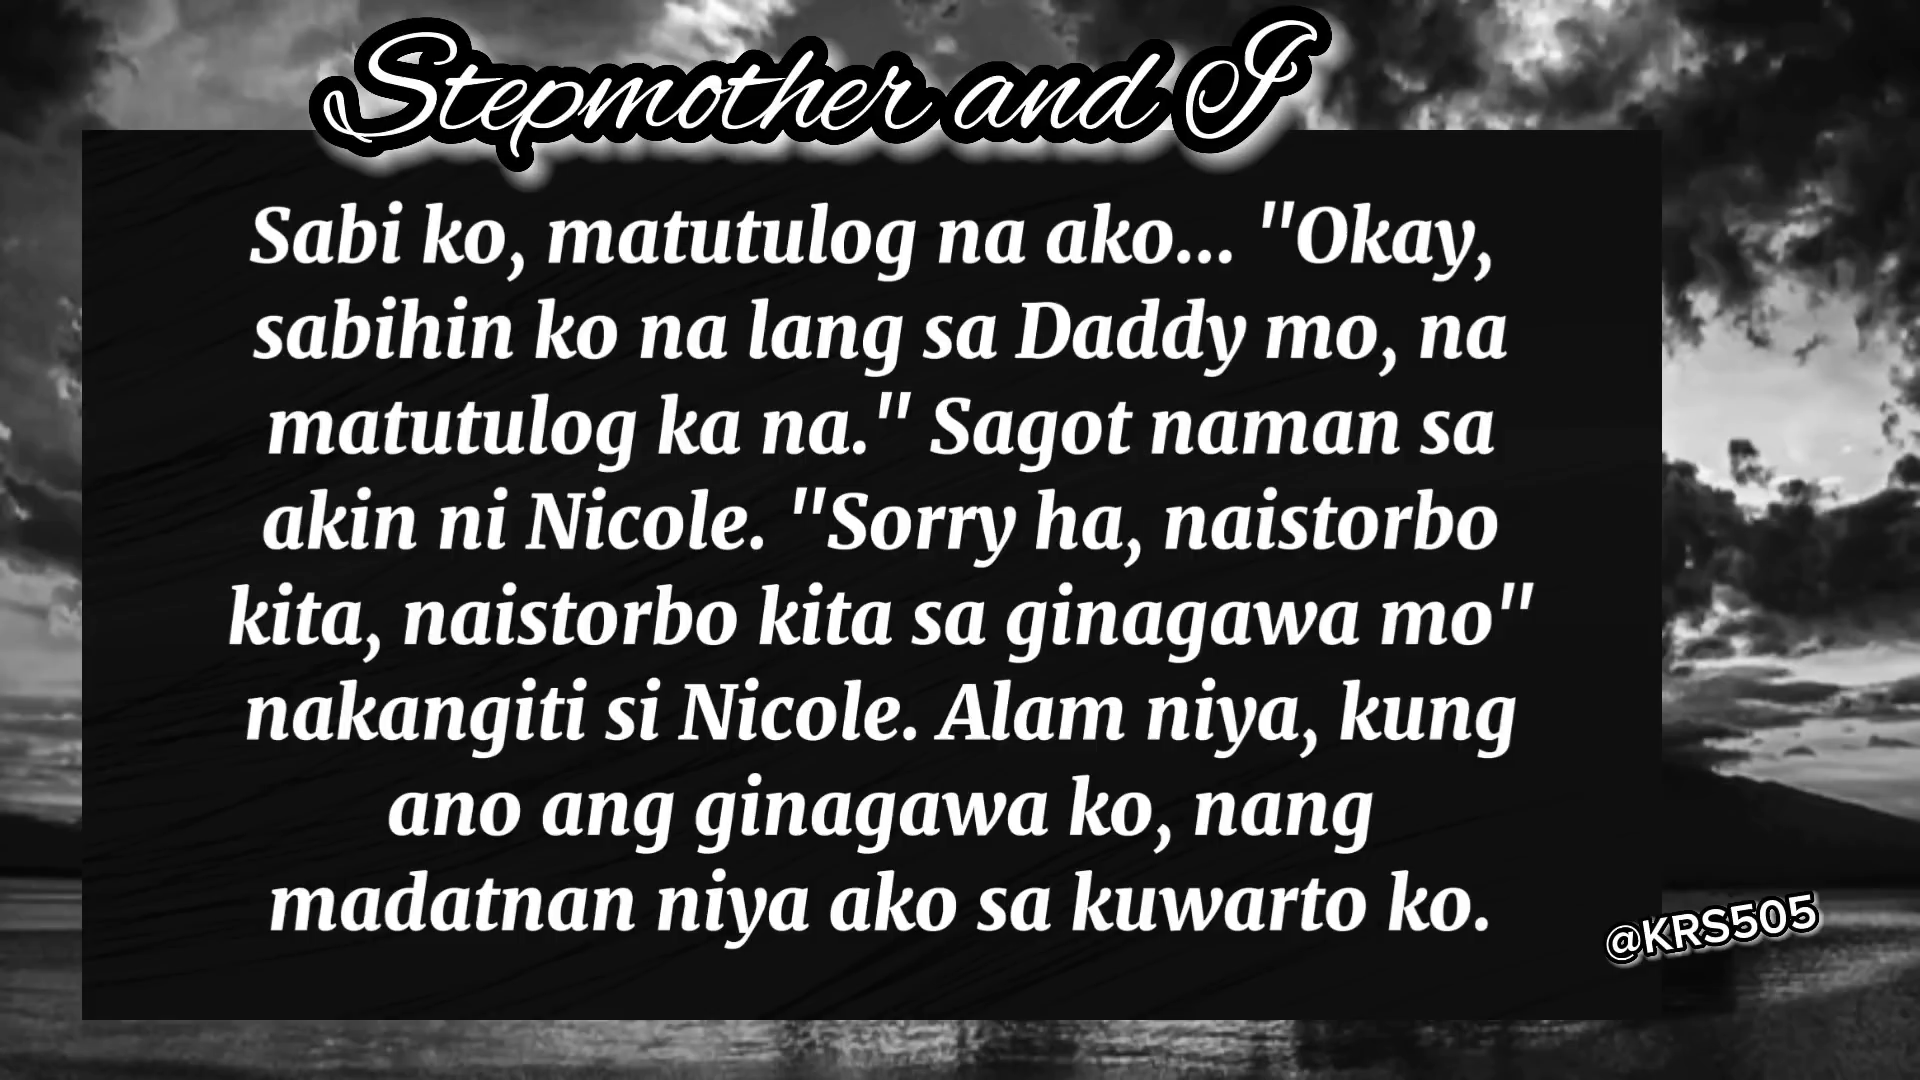 Stepmother and I
Sabi ko, matutulog na ako... "Okay,
sabihin ko na lang sa Daddy mo, na
matutulog ka na." Sagot naman sa
akin ni Nicole. "Sorry ha, naistorbo
kita, naistorbo kita sa ginagawa mo"
nakangiti si Nicole. Alam niya, kung
ano ang ginagawa ko, nang
madatnan niya ako sa kuwarto ko.
@KRS505